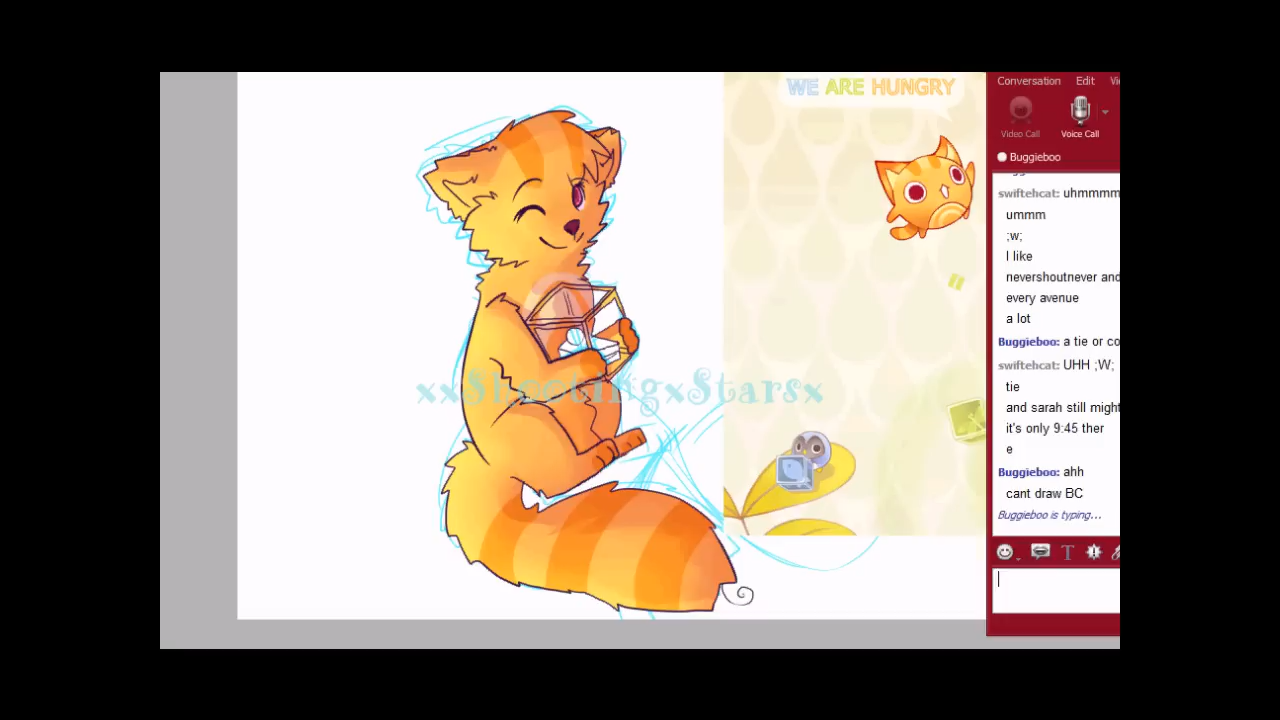 WE ARE HUNGRY
xxShootingxStarsx
Conversation Edit
Video Call Voice Call
Buggieboo
swiftehcat: uhmmmm
ummm
;w;
I like
nevershoutnever and
every avenue
a lot
Buggieboo: a tie or co
swiftehcat: UHH ;W;
tie
and sarah still might
it's only 9:45 ther
e
Buggieboo: ahh
cant draw BC
Buggieboo is typing...